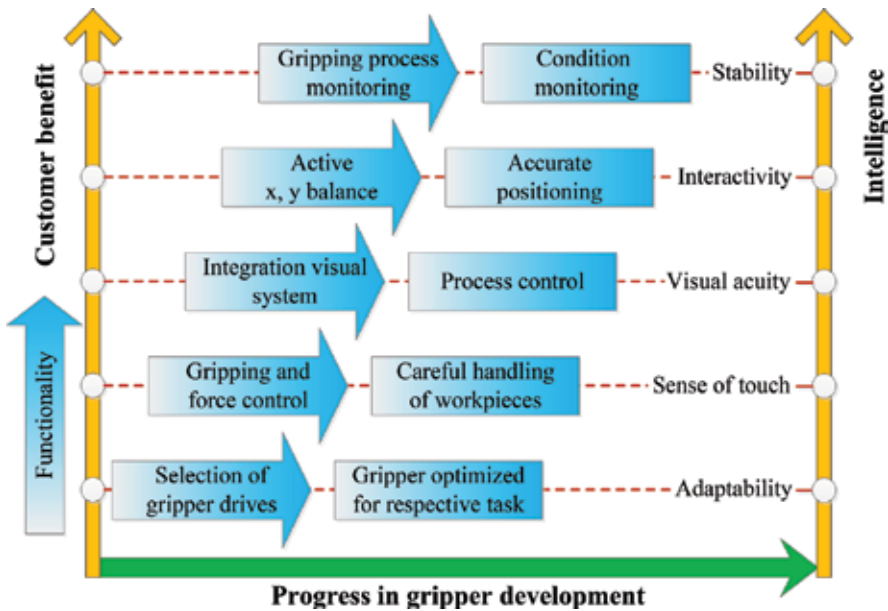 Customer benefit
Functionality
Gripping process
monitoring
Condition
monitoring
Stability
Active
x, y balance
Accurate
positioning
Interactivity
Integration visual
system
Process control
Visual acuity
Gripping and
force control
Careful handling
of workpieces
Sense of touch
Selection of
gripper drives
Gripper optimized
for respective task
Adaptability
Intelligence
Progress in gripper development